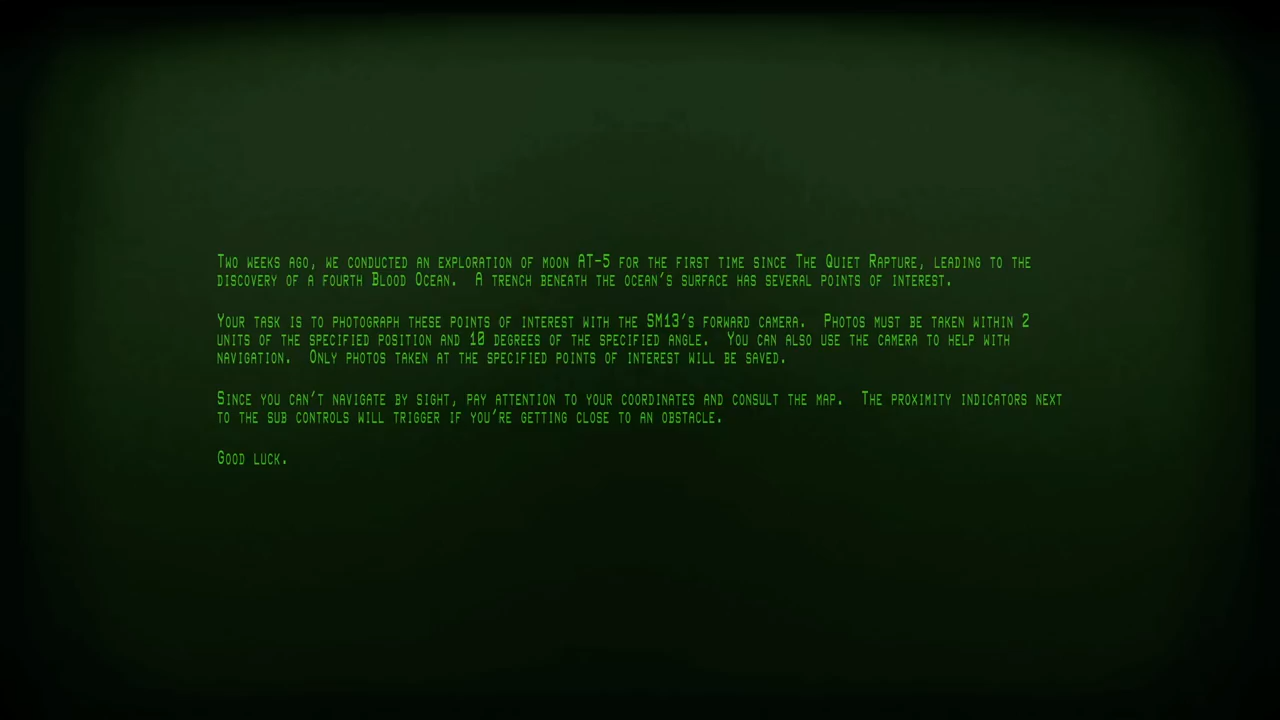 Two weeks ago, we conducted an exploration of moon AT-5 for the first time since The Quiet Rapture, leading to the
discovery of a fourth Blood Ocean.  A trench beneath the ocean's surface has several points of interest.
Your task is to photograph these points of interest with the SM13's forward camera.  Photos must be taken within 2
units of the specified position and 10 degrees of the specified angle.  You can also use the camera to help with
navigation.  Only photos taken at the specified points of interest will be saved.
Since you can't navigate by sight, pay attention to your coordinates and consult the map.  The proximity indicators next
to the sub controls will trigger if you're getting close to an obstacle.
Good luck.